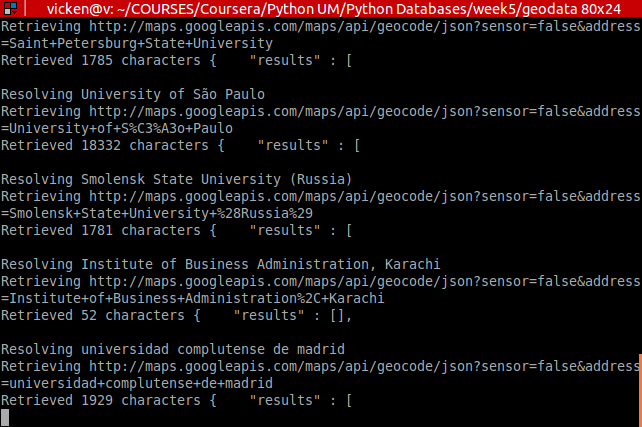 vicken@v: ~/COURSES/Coursera/Python UM/Python Databases/week5/geodata 80x24
Retrieving http://maps.googleapis.com/maps/api/geocode/json?sensor=false&address
=Saint+Petersburg+State+University
Retrieved 1785 characters {    "results" : [
Resolving University of São Paulo
Retrieving http://maps.googleapis.com/maps/api/geocode/json?sensor=false&address
=University+of+S%C3%A3o+Paulo
Retrieved 18332 characters {    "results" : [
Resolving Smolensk State University (Russia)
Retrieving http://maps.googleapis.com/maps/api/geocode/json?sensor=false&address
=Smolensk+State+University+%28Russia%29
Retrieved 1781 characters {    "results" : [
Resolving Institute of Business Administration, Karachi
Retrieving http://maps.googleapis.com/maps/api/geocode/json?sensor=false&address
=Institute+of+Business+Administration%2C+Karachi
Retrieved 52 characters {    "results" : [],
Resolving universidad complutense de madrid
Retrieving http://maps.googleapis.com/maps/api/geocode/json?sensor=false&address
=universidad+complutense+de+madrid
Retrieved 1929 characters {    "results" : [